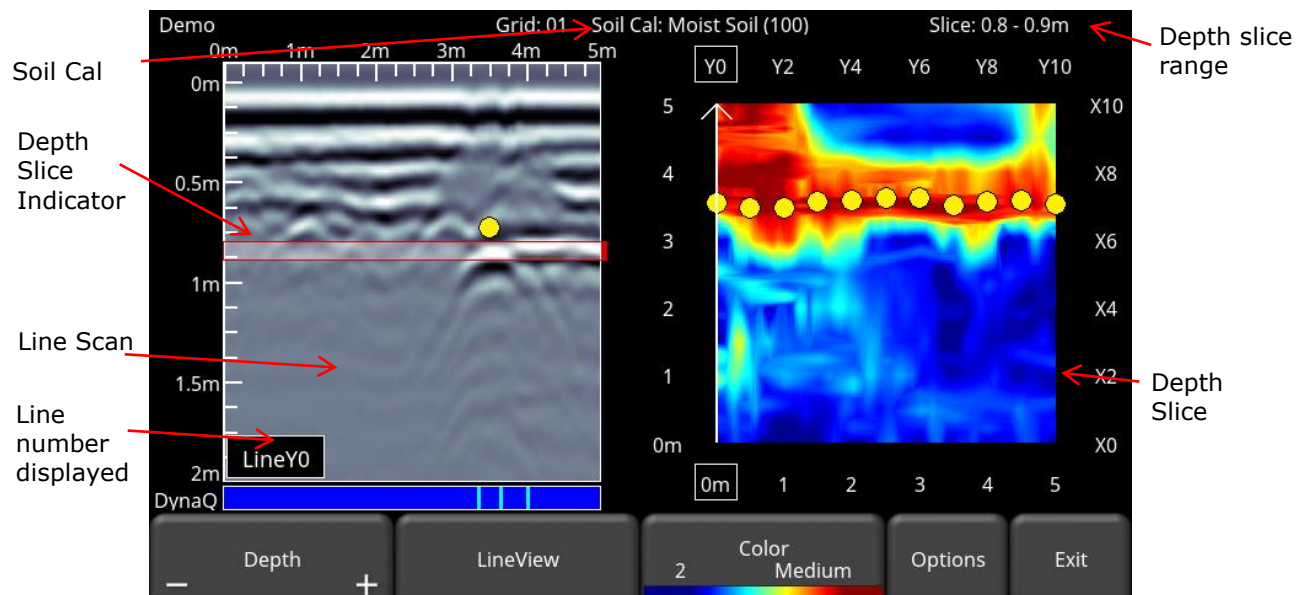 Demo Grid: 01 Soil Cal: Moist Soil (100) Slice: 0.8 - 0.9m
0m 1m 2m 3m 4m 5m
Soil Cal
Depth slice
range
Y0 Y2 Y4 Y6 Y8 Y10
0m
0.5m
1m
1.5m
2m
Depth
Slice
Indicator
Line Scan
Line
number
displayed
LineY0
DynaQ
5 X10
4 X8
3 X6
2 X4
1 X2
0m X0
Depth
Slice
0m 1 2 3 4 5
Depth
− +
LineView
Color
2 Medium
Options
Exit